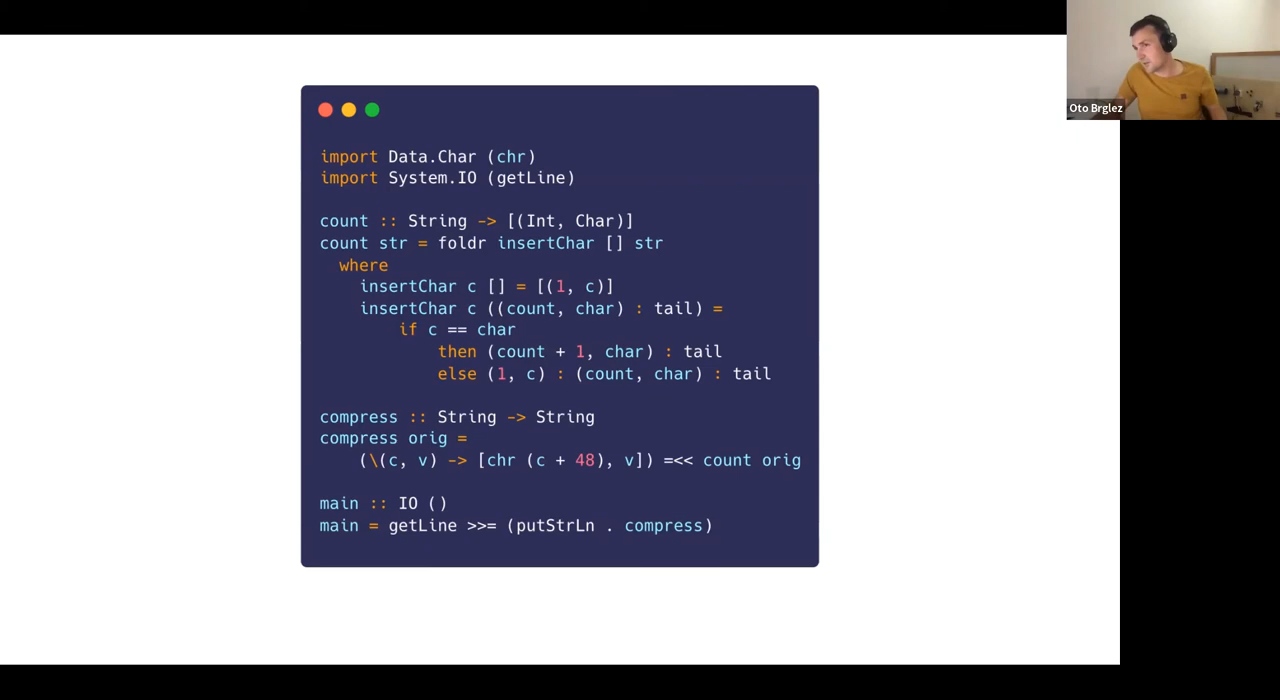 import Data.Char (chr)
import System.IO (getLine)
count :: String -> [(Int, Char)]
count str = foldr insertChar [] str
where
insertChar c [] = [(1, c)]
insertChar c ((count, char) : tail) =
if c == char
then (count + 1, char) : tail
else (1, c) : (count, char) : tail
compress :: String -> String
compress orig =
(\(c, v) -> [chr (c + 48), v]) =<< count orig
main :: IO ()
main = getLine >>= (putStrLn . compress)
Oto Brglez